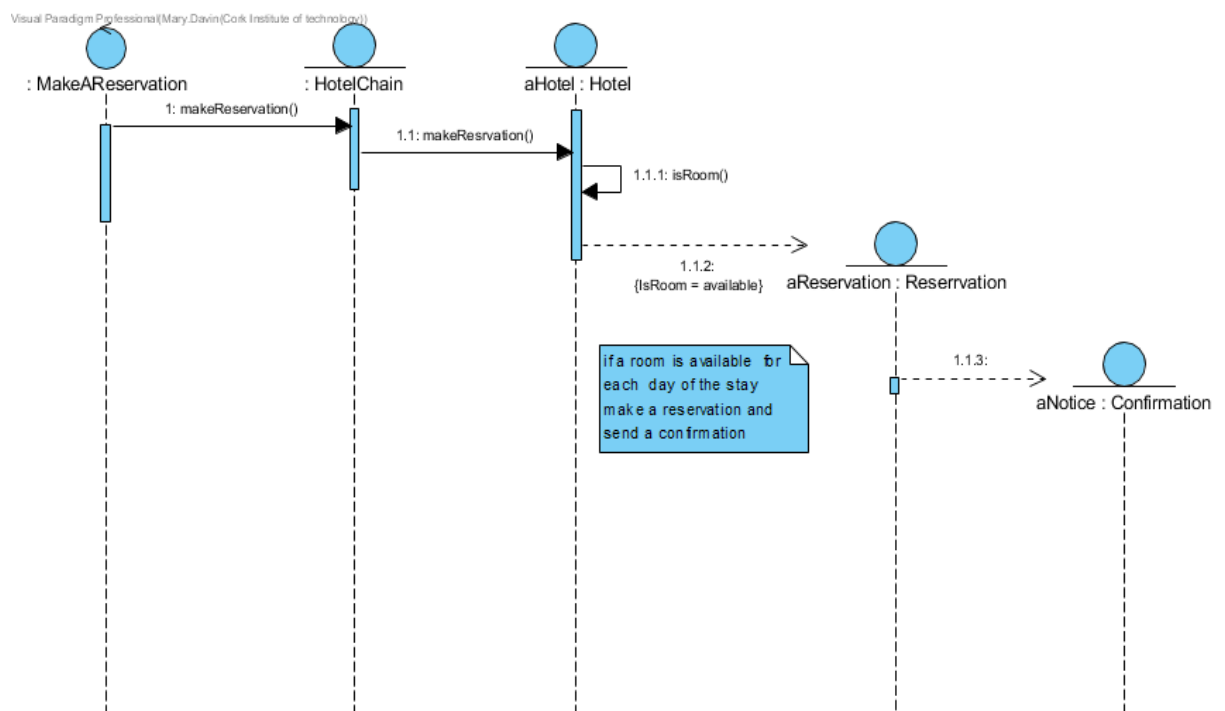 Visual Paradigm Professional(Mary.Davin(Cork Institute of technology))
: MakeAReservation
: HotelChain
aHotel : Hotel
1: makeReservation()
1.1: makeResrvation()
1.1.1: isRoom()
1.1.2:
{IsRoom = available}
aReservation : Reserrvation
if a room is available for
each day of the stay
make a reservation and
send a confirmation
1.1.3:
aNotice : Confirmation